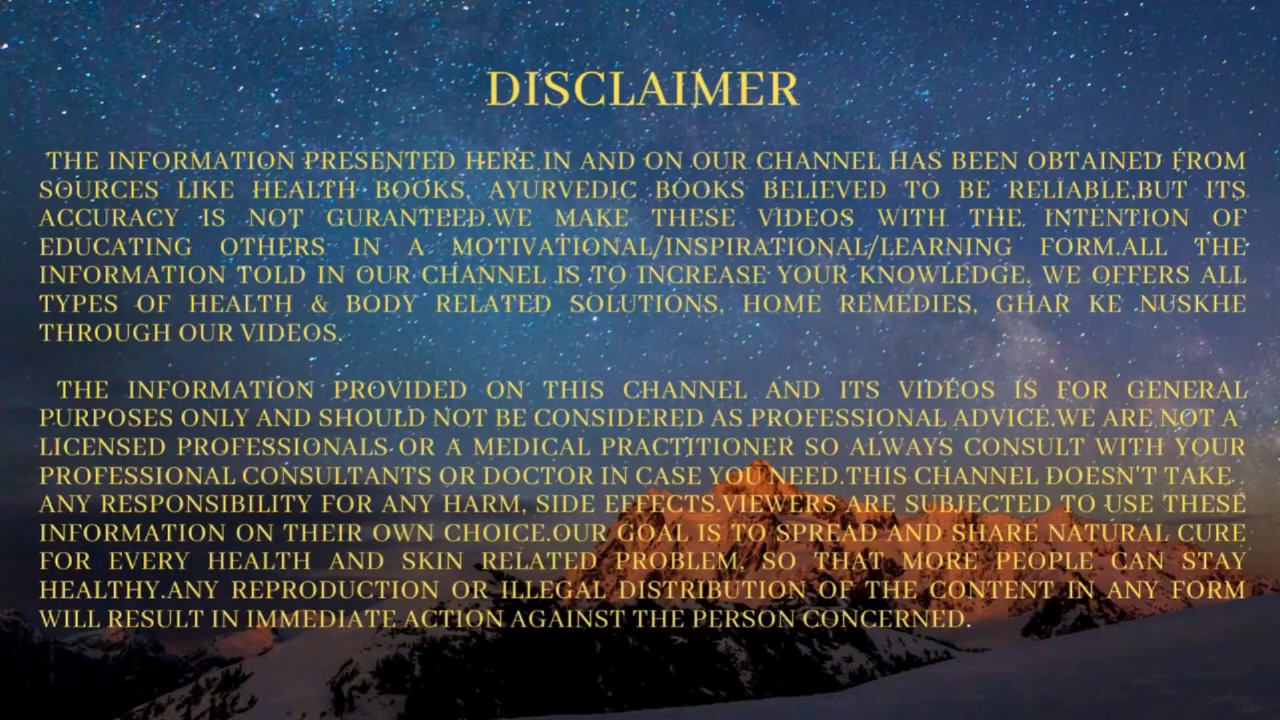 DISCLAIMER
THE INFORMATION PRESENTED HERE IN AND ON OUR CHANNEL HAS BEEN OBTAINED FROM
SOURCES LIKE HEALTH BOOKS, AYURVEDIC BOOKS BELIEVED TO BE RELIABLE,BUT ITS
ACCURACY IS NOT GURANTEED.WE MAKE THESE VIDEOS WITH THE INTENTION OF
EDUCATING OTHERS IN A MOTIVATIONAL/INSPIRATIONAL/LEARNING FORM.ALL THE
INFORMATION TOLD IN OUR CHANNEL IS TO INCREASE YOUR KNOWLEDGE. WE OFFERS ALL
TYPES OF HEALTH & BODY RELATED SOLUTIONS, HOME REMEDIES, GHAR KE NUSKHE
THROUGH OUR VIDEOS.
THE INFORMATION PROVIDED ON THIS CHANNEL AND ITS VIDEOS IS FOR GENERAL
PURPOSES ONLY AND SHOULD NOT BE CONSIDERED AS PROFESSIONAL ADVICE.WE ARE NOT A
LICENSED PROFESSIONALS OR A MEDICAL PRACTITIONER SO ALWAYS CONSULT WITH YOUR
PROFESSIONAL CONSULTANTS OR DOCTOR IN CASE YOU NEED.THIS CHANNEL DOESN'T TAKE
ANY RESPONSIBILITY FOR ANY HARM, SIDE EFFECTS.VIEWERS ARE SUBJECTED TO USE THESE
INFORMATION ON THEIR OWN CHOICE.OUR GOAL IS TO SPREAD AND SHARE NATURAL CURE
FOR EVERY HEALTH AND SKIN RELATED PROBLEM, SO THAT MORE PEOPLE CAN STAY
HEALTHY.ANY REPRODUCTION OR ILLEGAL DISTRIBUTION OF THE CONTENT IN ANY FORM
WILL RESULT IN IMMEDIATE ACTION AGAINST THE PERSON CONCERNED.